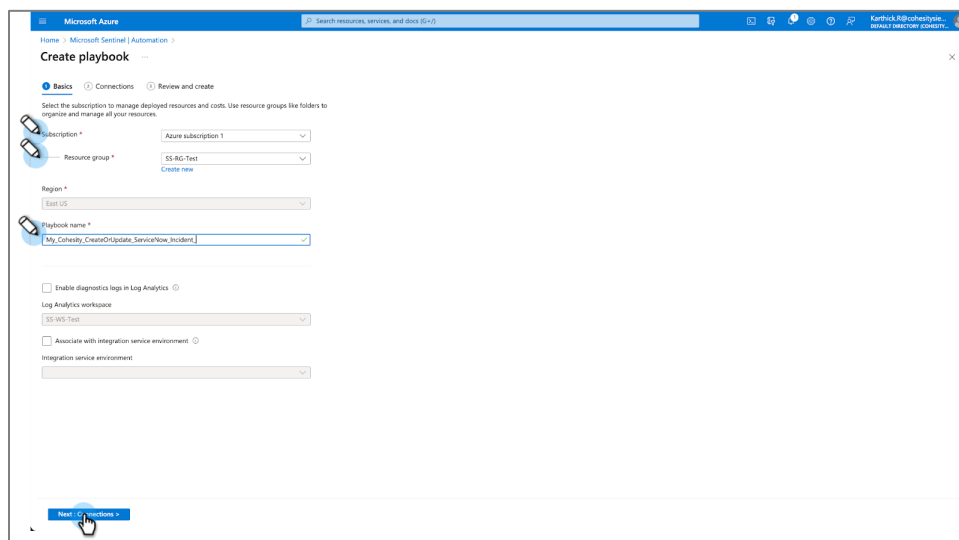 Microsoft Azure
Search resources, services, and docs (G+/)
1
Karthick.R@cohesitysie...
DEFAULT DIRECTORY (COHESITY...
Home > Microsoft Sentinel | Automation >
Create playbook ...
1 Basics
2 Connections
3 Review and create
Select the subscription to manage deployed resources and costs. Use resource groups like folders to
organize and manage all your resources.
Subscription *
Azure subscription 1
Resource group *
SS-RG-Test
Create new
Region *
East US
Playbook name *
My_Cohesity_CreateOrUpdate_ServiceNow_Incident_
Enable diagnostics logs in Log Analytics
Log Analytics workspace
SS-WS-Test
Associate with integration service environment
Integration service environment
Next : Connections >